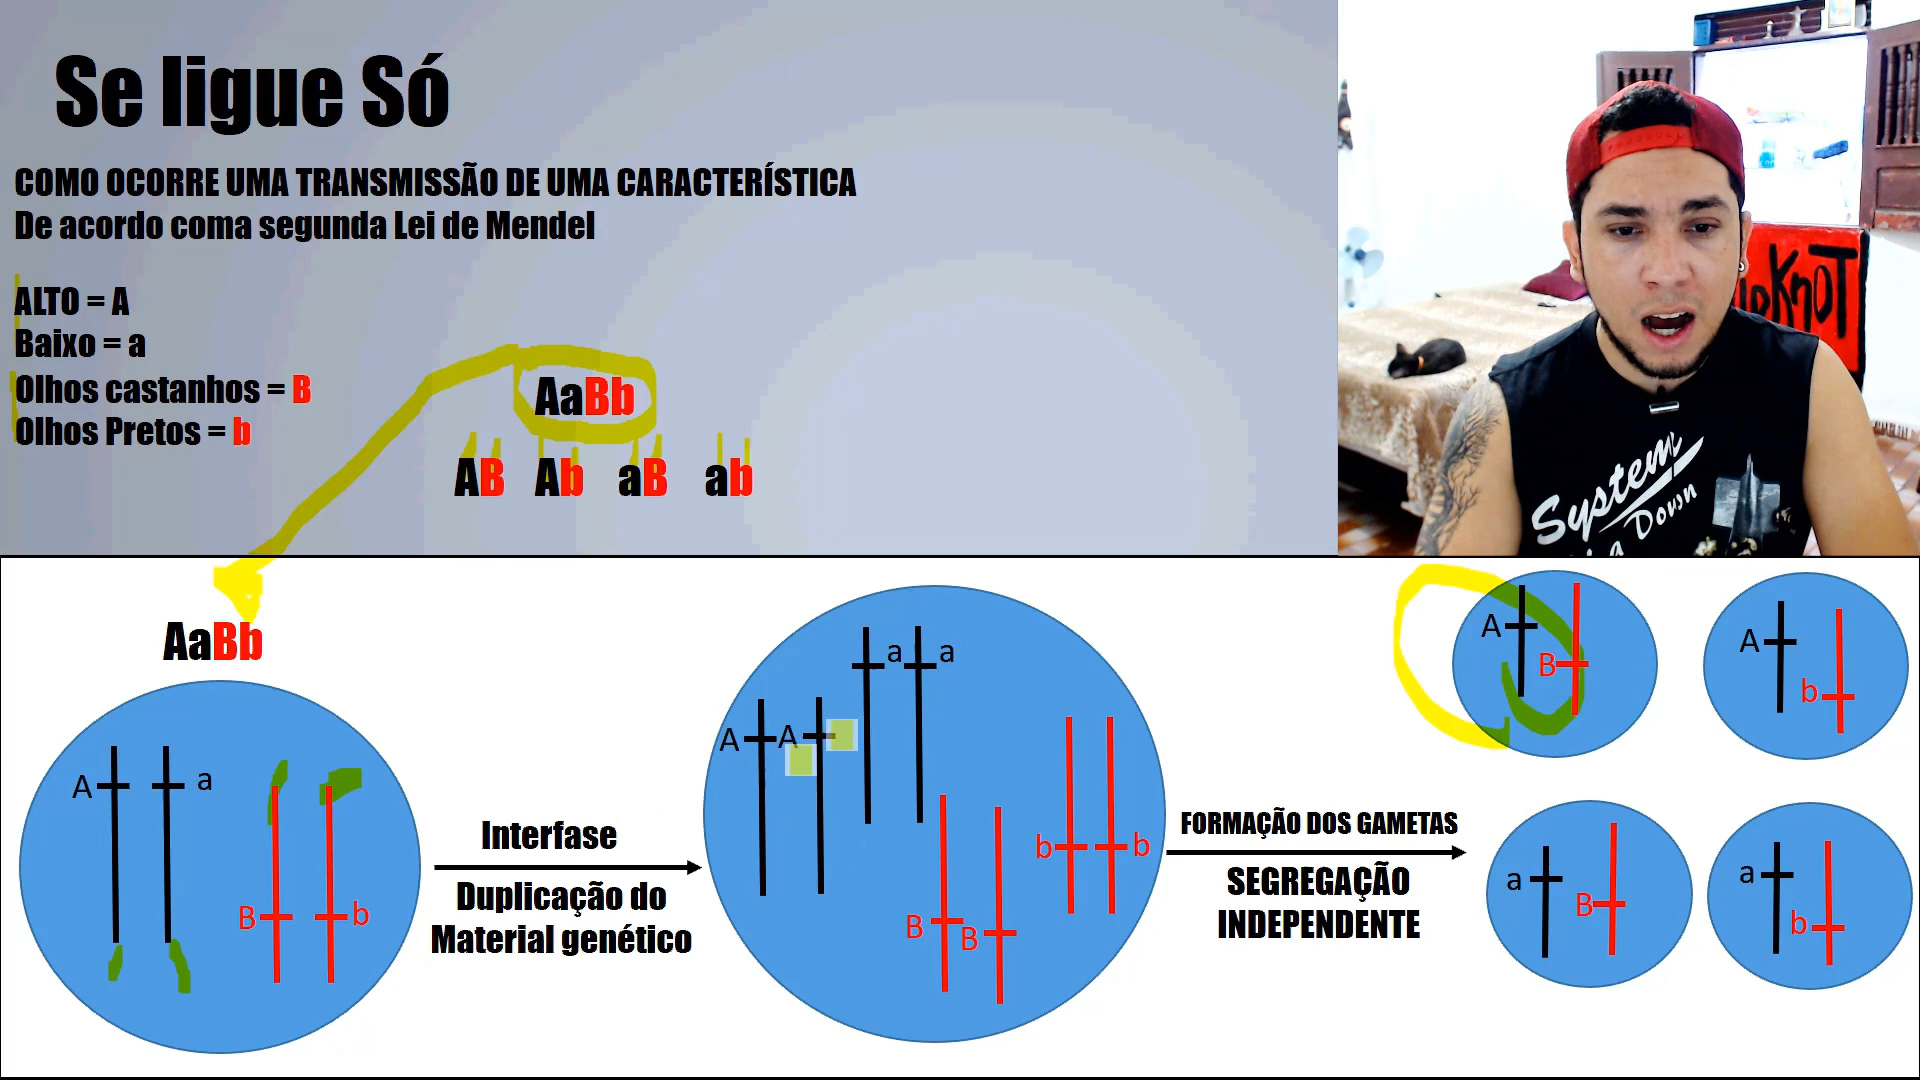 Se ligue Só
COMO OCORRE UMA TRANSMISSÃO DE UMA CARACTERÍSTICA
De acordo coma segunda Lei de Mendel
ALTO = A
Baixo = a
Olhos castanhos = B
Olhos Pretos = b
AaBb
AB Ab aB ab
KnoT
System
Down
AaBb
A a
B b
Interfase
Duplicação do
Material genético
a a
A A
b b
B B
FORMAÇÃO DOS GAMETAS
SEGREGAÇÃO
INDEPENDENTE
A B
A b
a B
a b